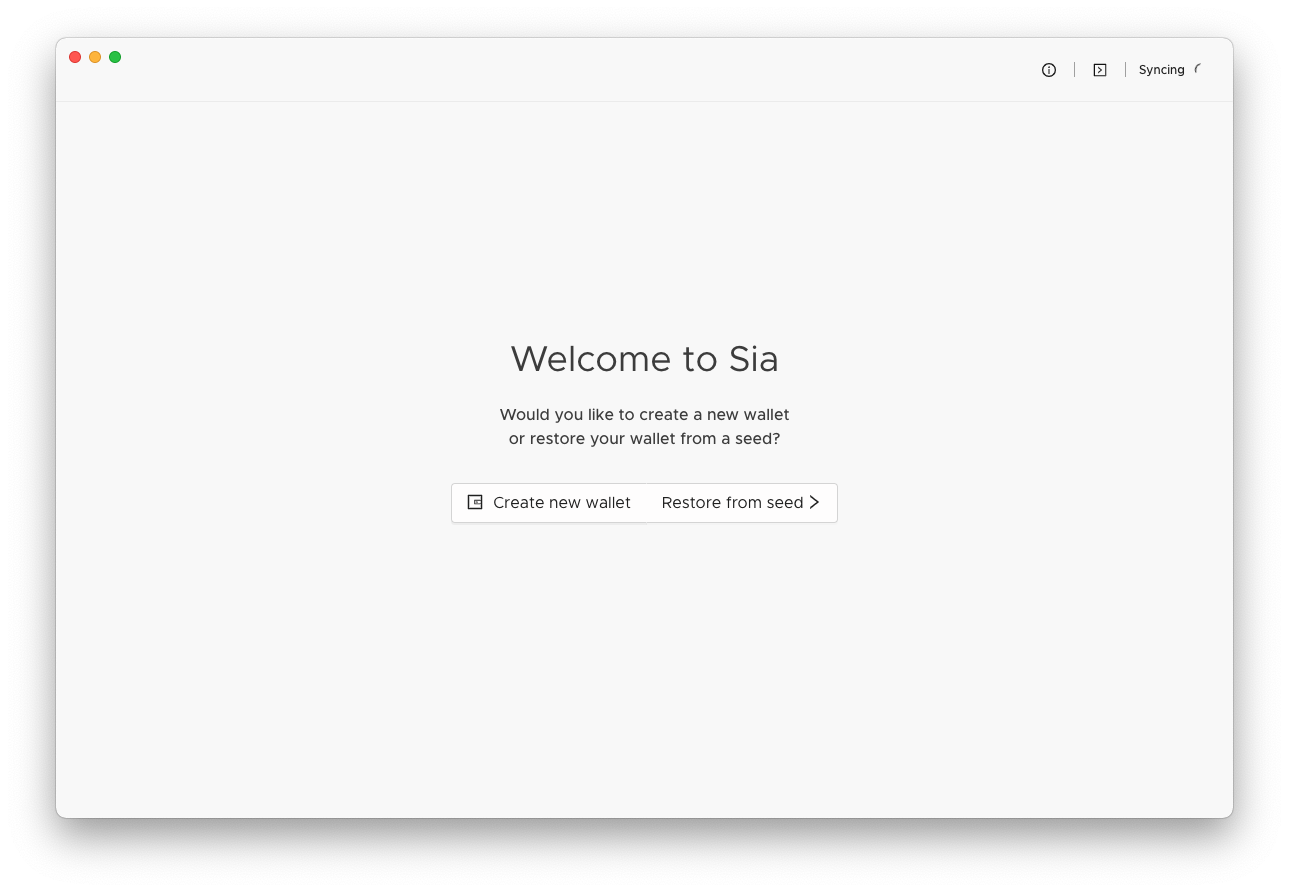 Syncing
Welcome to Sia
Would you like to create a new wallet
or restore your wallet from a seed?
Create new wallet
Restore from seed